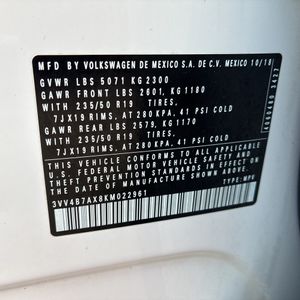 MFD BY VOLKSWAGEN DE MEXICO S.A. DE C.V. MEXICO 10/18
GVWR LBS 5071 KG 2300
GAWR FRONT LBS 2601, KG 1180
WITH 235/50 R19 TIRES,
7JX19 RIMS, AT 280 KPA, 41 PSI COLD
GAWR REAR LBS 2579, KG 1170
WITH 235/50 R19 TIRES,
7JX19 RIMS, AT 280 KPA, 41 PSI COLD
THIS VEHICLE CONFORMS TO ALL APPLICABLE
U.S. FEDERAL MOTOR VEHICLE SAFETY
STANDARDS IN EFFECT ON THE DATE OF
MANUFACTURE SHOWN ABOVE.
3VV4B7AX8KM022961
TYPE: MPV